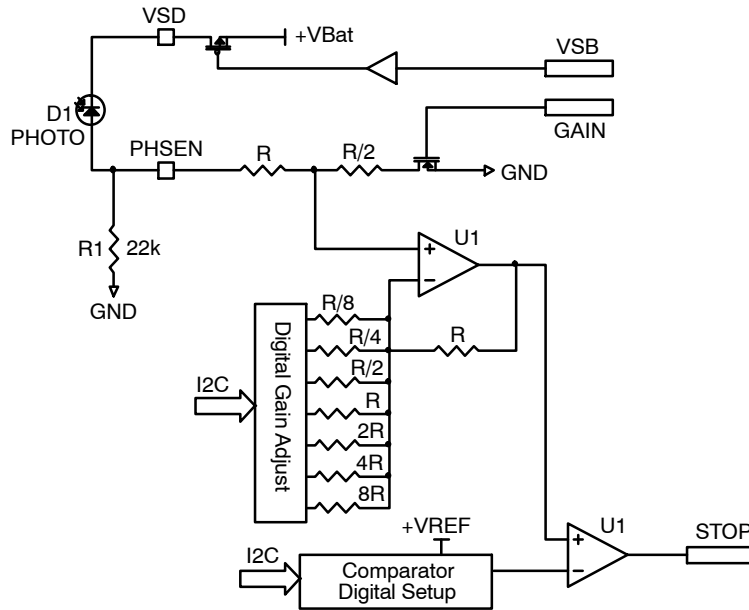 VSD
+VBat
VSB
D1
PHOTO
GAIN
PHSEN
R
R/2
GND
R1
22k
GND
U1
+
−
R/8
R/4
R
R/2
R
2R
4R
8R
I2C
Digital Gain Adjust
+VREF
U1
+
−
STOP
I2C
Comparator
Digital Setup